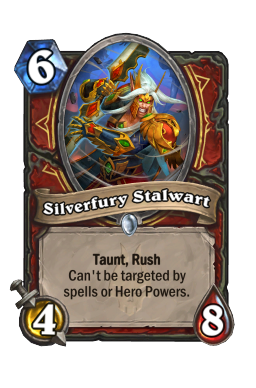 6
Silverfury Stalwart
Taunt, Rush
Can't be targeted by
spells or Hero Powers.
4
8